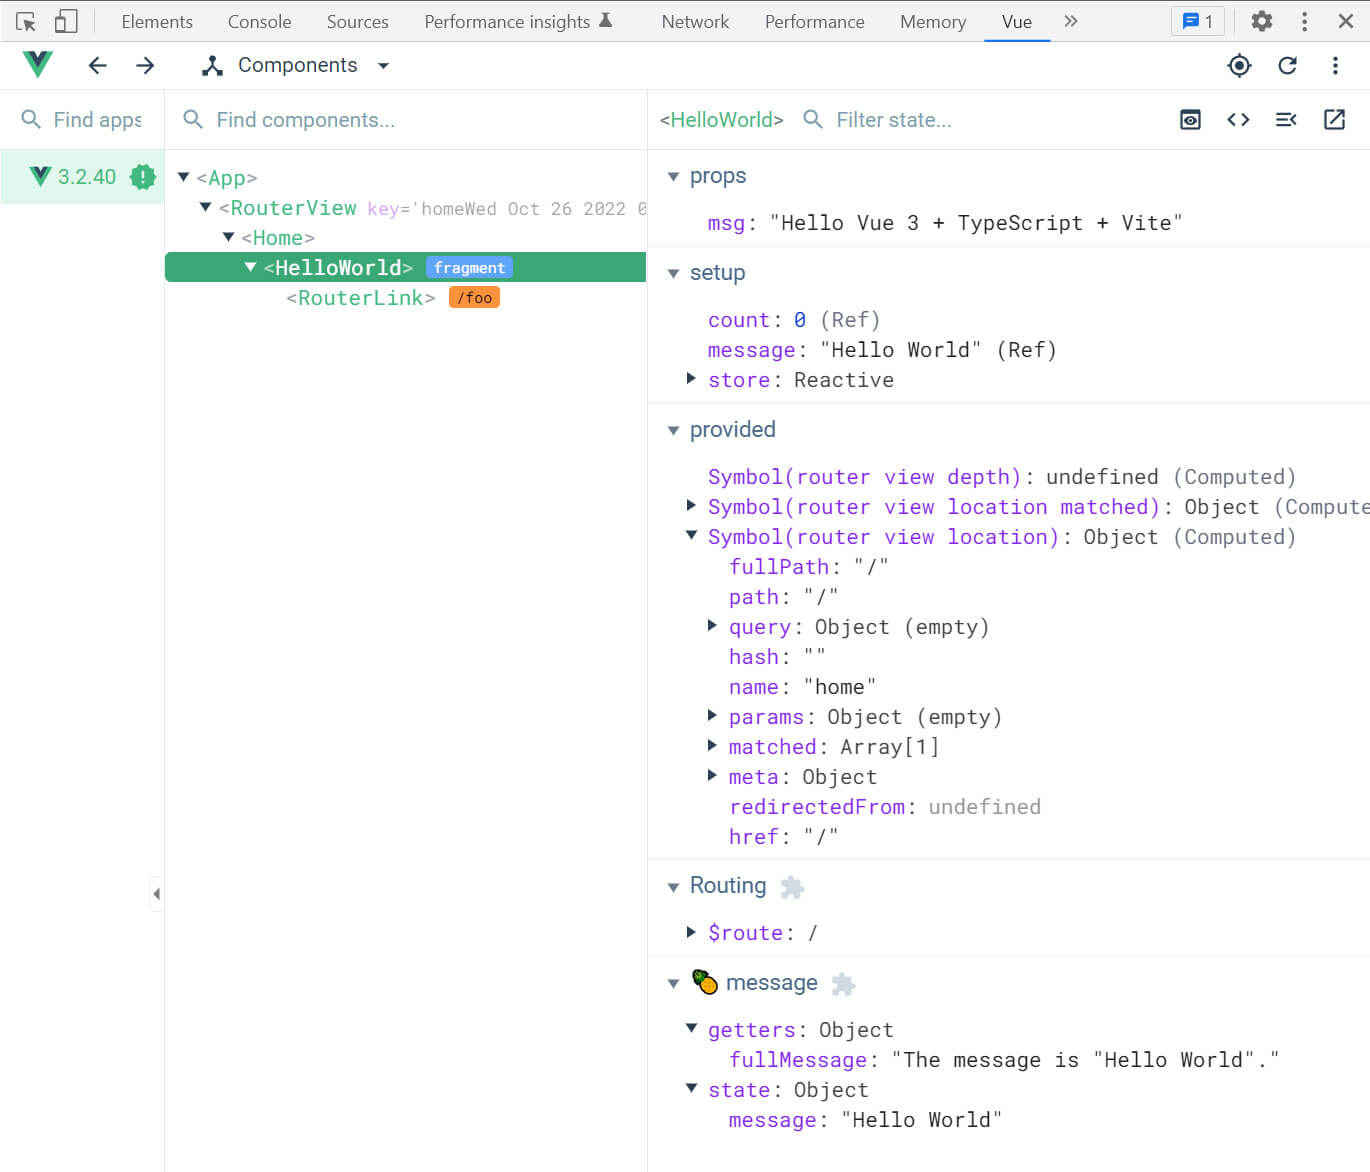 Elements Console Sources Performance insights Network Performance Memory Vue 1
Components
Find apps
Find components...
<HelloWorld> Filter state...
3.2.40
<App>
<RouterView key='homeWed Oct 26 2022 0
<Home>
<HelloWorld> fragment
<RouterLink> /foo
props
msg: "Hello Vue 3 + TypeScript + Vite"
setup
count: 0 (Ref)
message: "Hello World" (Ref)
store: Reactive
provided
Symbol(router view depth): undefined (Computed)
Symbol(router view location matched): Object (Compute
Symbol(router view location): Object (Computed)
fullPath: "/"
path: "/"
query: Object (empty)
hash: ""
name: "home"
params: Object (empty)
matched: Array[1]
meta: Object
redirectedFrom: undefined
href: "/"
Routing
$route: /
message
getters: Object
fullMessage: "The message is "Hello World"."
state: Object
message: "Hello World"